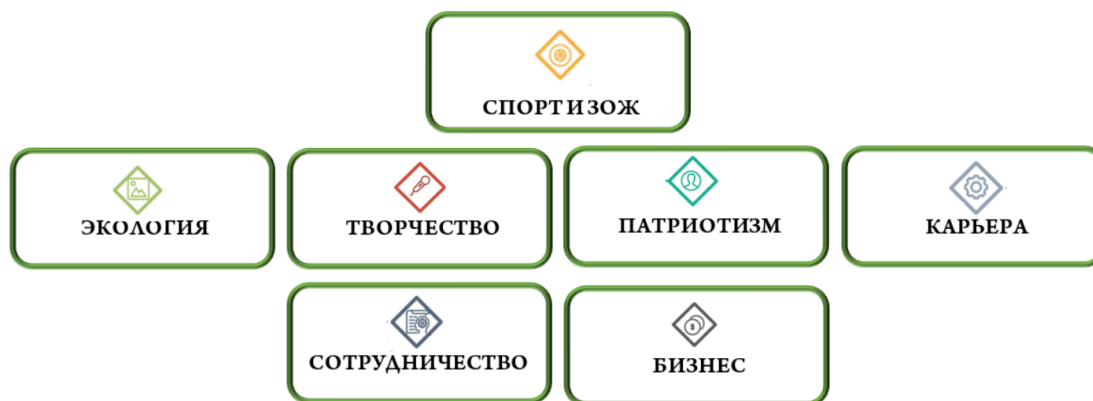 СПОРТ И ЗОЖ
ЭКОЛОГИЯ
ТВОРЧЕСТВО
ПАТРИОТИЗМ
КАРЬЕРА
СОТРУДНИЧЕСТВО
БИЗНЕС